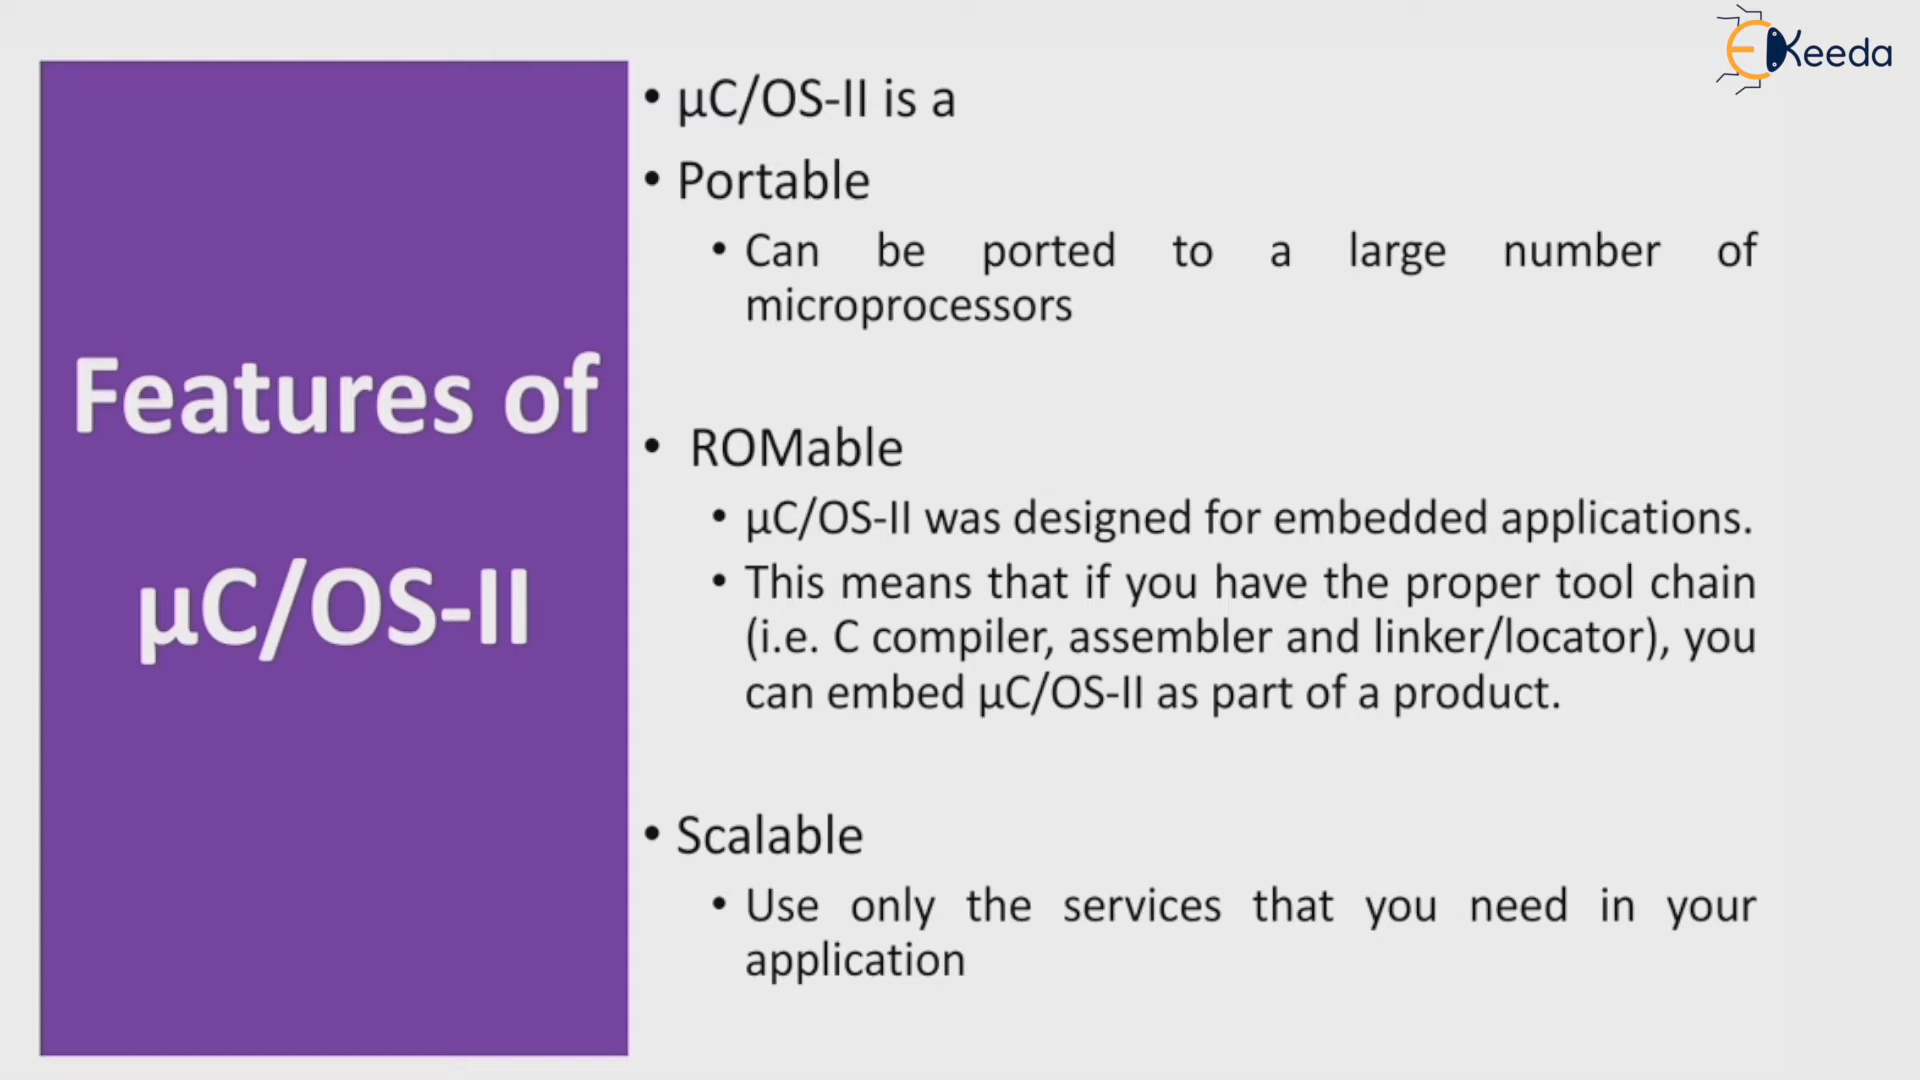 EKeeda
Features of
µC/OS-II
• µC/OS-II is a
• Portable
• Can be ported to a large number of
microprocessors
• ROMable
• µC/OS-II was designed for embedded applications.
• This means that if you have the proper tool chain
(i.e. C compiler, assembler and linker/locator), you
can embed µC/OS-II as part of a product.
• Scalable
• Use only the services that you need in your
application